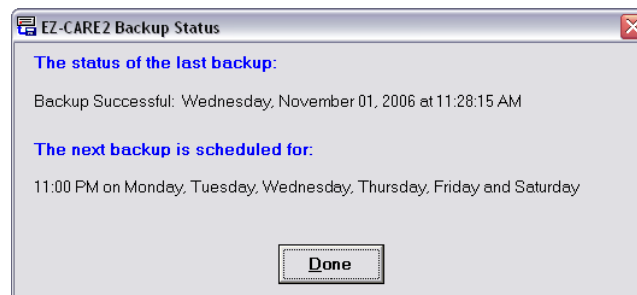 EZ-CARE2 Backup Status
The status of the last backup:
Backup Successful: Wednesday, November 01, 2006 at 11:28:15 AM
The next backup is scheduled for:
11:00 PM on Monday, Tuesday, Wednesday, Thursday, Friday and Saturday
Done